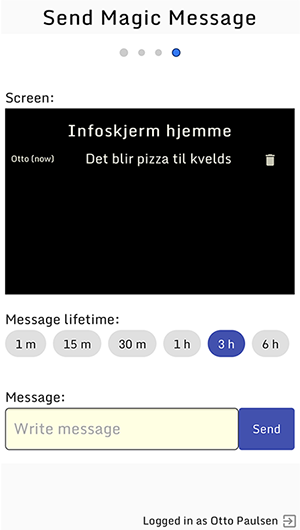 Send Magic Message
Screen:
Infoskjerm hjemme
Otto (now) Det blir pizza til kvelds
Message lifetime:
1 m 15 m 30 m 1 h 3 h 6 h
Message:
Write message Send
Logged in as Otto Paulsen